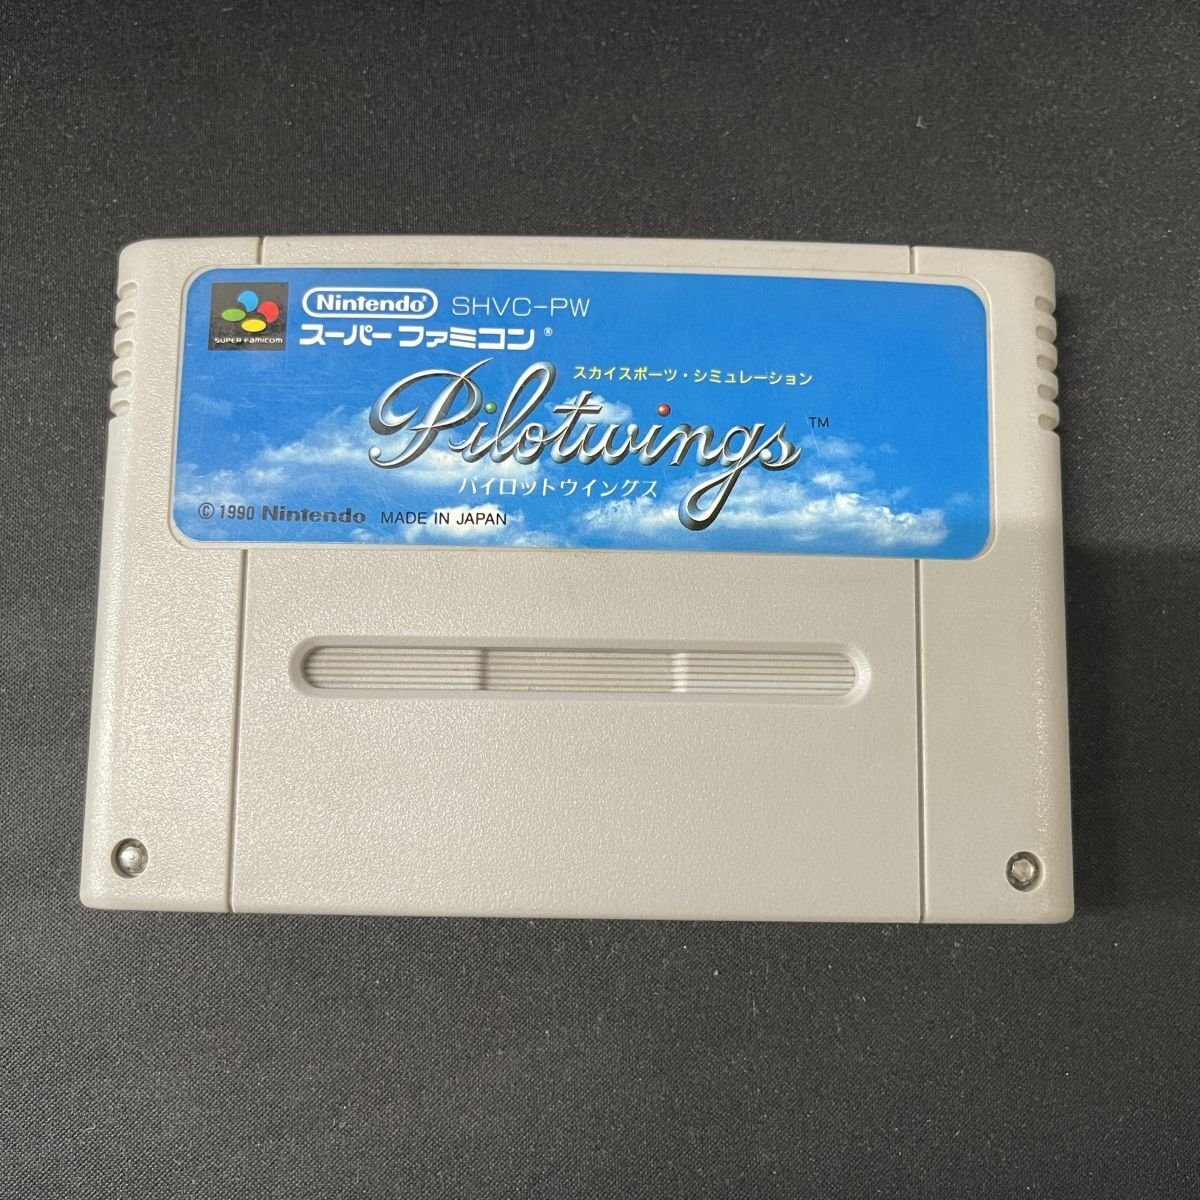 SUPER FAMICOM
Nintendo® SHVC-PW
スーパーファミコン®
スカイスポーツ・シミュレーション
Pilotwings™
パイロットウイングス
©1990 Nintendo MADE IN JAPAN